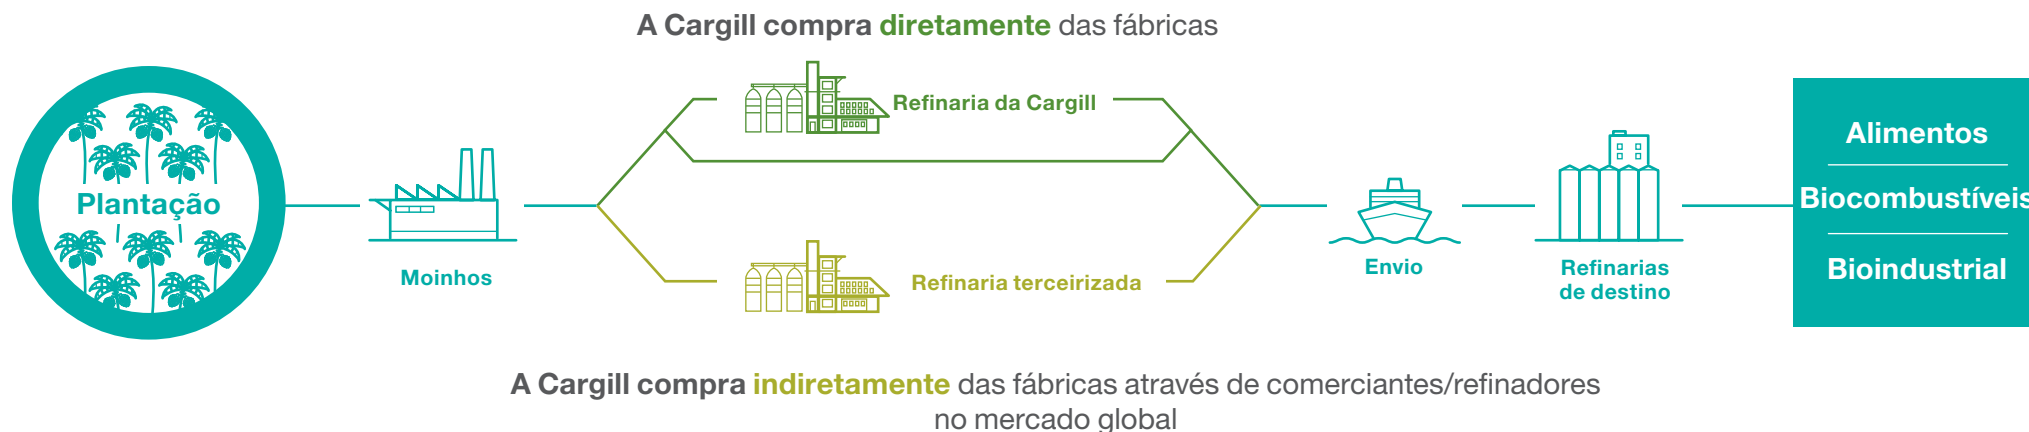 A Cargill compra diretamente das fábricas
Plantação
Moinhos
Refinaria da Cargill
Refinaria terceirizada
Envio
Refinarias
de destino
Alimentos
Biocombustíveis
Bioindustrial
A Cargill compra indiretamente das fábricas através de comerciantes/refinadores
no mercado global